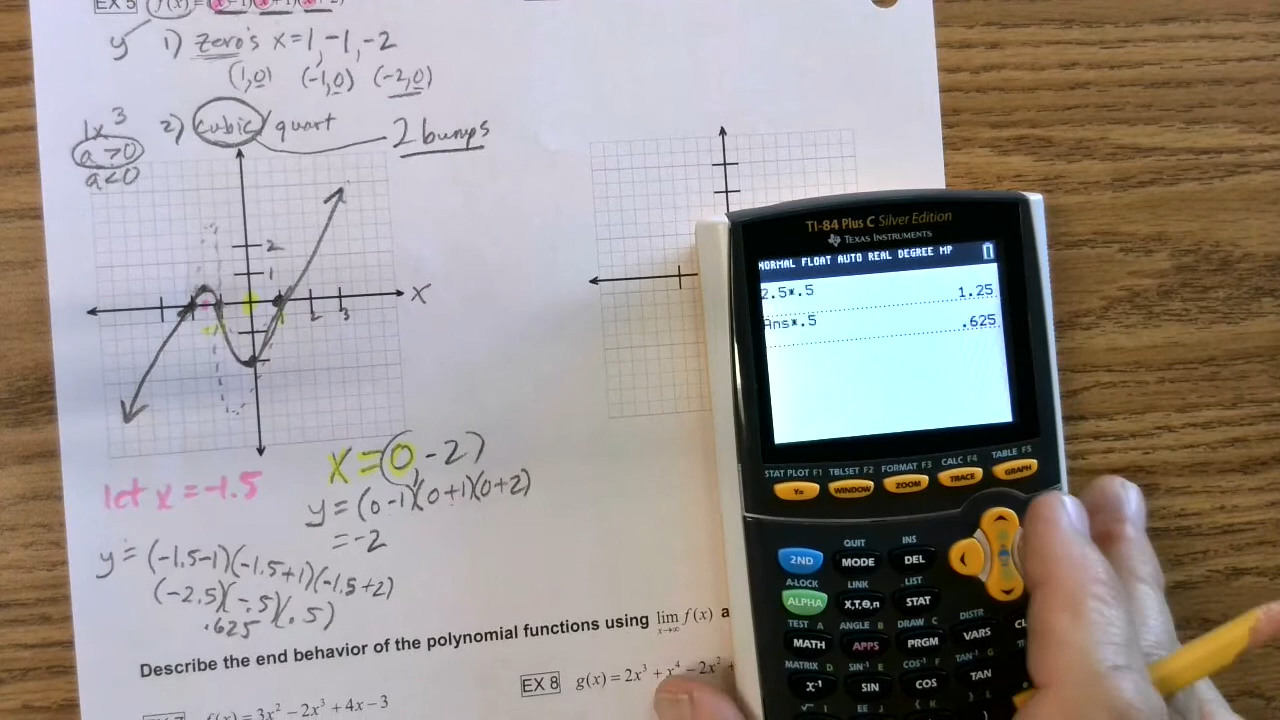 EX 5 f(x)=(x-1)(x+1)(x+2)
y 1) zero's x=1,-1,-2
(1,0) (-1,0) (-2,0)
1x³ 2) cubic/quart 2 bumps
a>0
a<0
2
1
2 3 X
X=(0,-2)
let x=-1.5
y=(0-1)(0+1)(0+2)
=-2
y=(-1.5-1)(-1.5+1)(-1.5+2)
(-2.5)(-.5)(.5)
.625
Describe the end behavior of the polynomial functions using lim f(x) a
x→∞
EX 8 g(x) = 2x³ + x⁴ - 2x² +
f(x) = 3x² - 2x³ + 4x - 3
TI-84 Plus C Silver Edition
TEXAS INSTRUMENTS
NORMAL FLOAT AUTO REAL DEGREE MP
2.5*.5
1.25
Ans*.5
.625
STAT PLOT F1 TBLSET F2 FORMAT F3 CALC F4 TABLE F5
Y= WINDOW ZOOM TRACE GRAPH
QUIT INS
2ND MODE DEL
A-LOCK LINK LIST
ALPHA X,T,θ,n STAT
TEST A ANGLE B DRAW C DISTR
MATH APPS PRGM VARS CL
MATRIX D SIN-1 E COS-1 F TAN-1 G
x-1 SIN COS TAN
√ I EE J { K } L